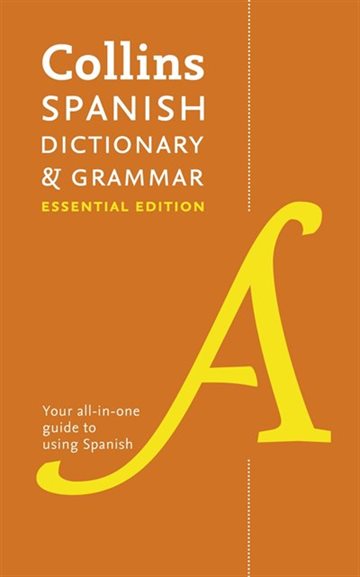 Collins
SPANISH
DICTIONARY
& GRAMMAR
ESSENTIAL EDITION
A
Your all-in-one
guide to
using Spanish